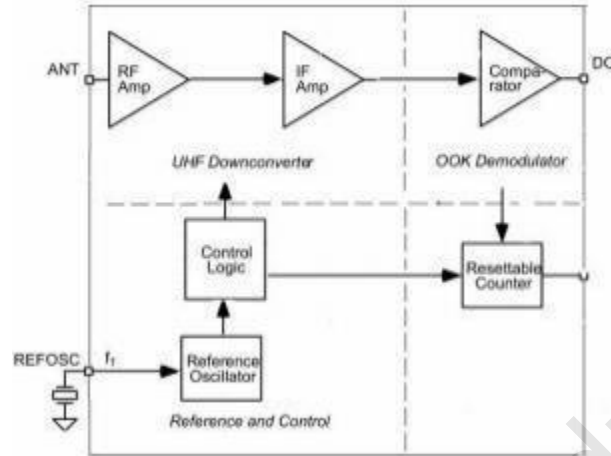 ANT
RF
Amp
IF
Amp
Compa-
rator
DO
UHF Downconverter
OOK Demodulator
Control
Logic
Resettable
Counter
REFOSC
f₁
Reference
Oscillator
Reference and Control